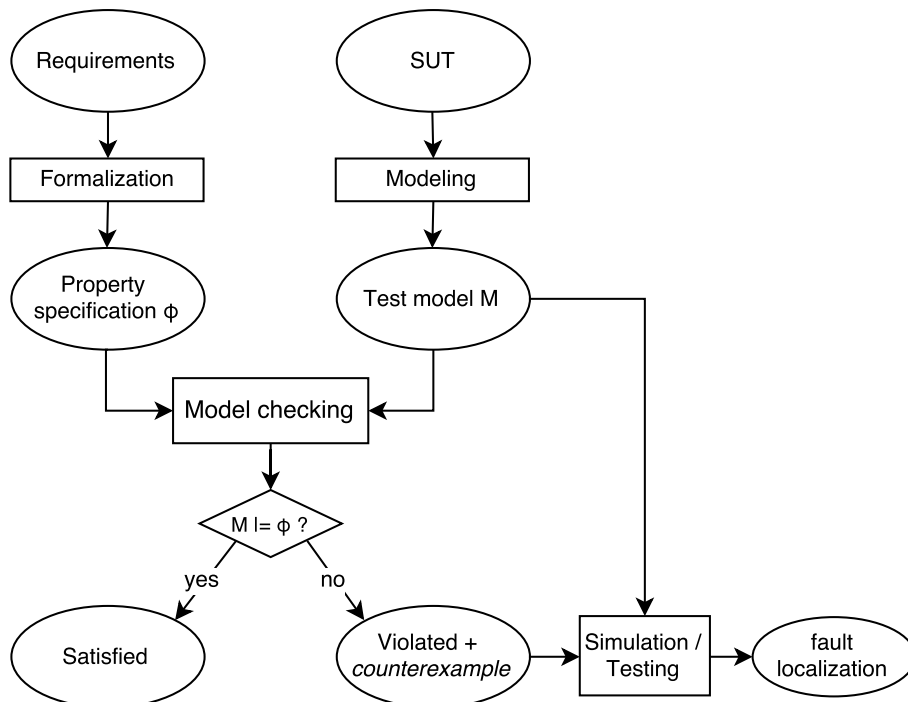 Requirements
SUT
Formalization
Modeling
Property
specification ϕ
Test model M
Model checking
M |= ϕ ?
yes
no
Satisfied
Violated +
counterexample
Simulation /
Testing
fault
localization